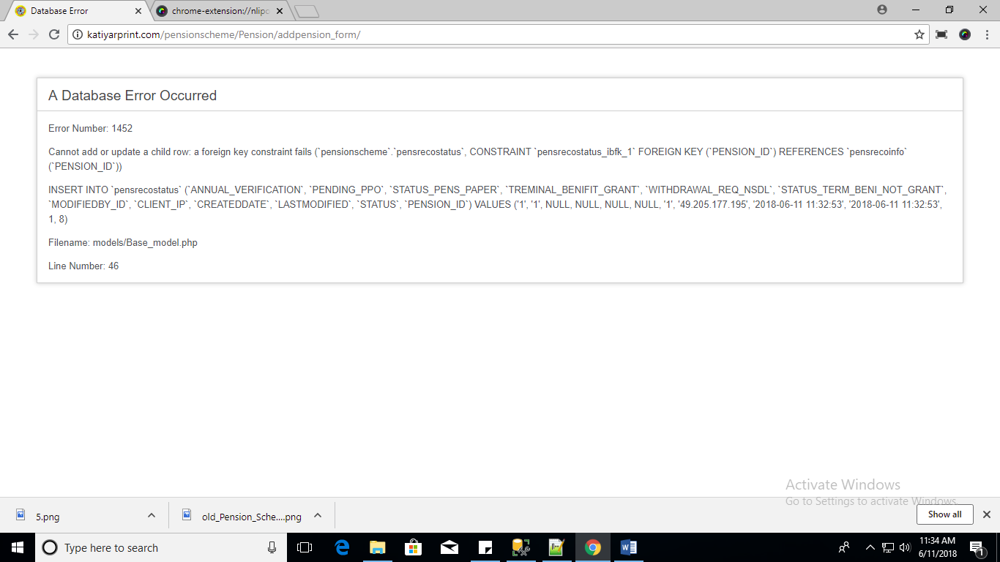 Database Error
chrome-extension://nlipo
katiyarprint.com/pensionscheme/Pension/addpension_form/
A Database Error Occurred
Error Number: 1452
Cannot add or update a child row: a foreign key constraint fails (`pensionscheme`.`pensrecostatus`, CONSTRAINT `pensrecostatus_ibfk_1` FOREIGN KEY (`PENSION_ID`) REFERENCES `pensrecoinfo`
(`PENSION_ID`))
INSERT INTO `pensrecostatus` (`ANNUAL_VERIFICATION`, `PENDING_PPO`, `STATUS_PENS_PAPER`, `TREMINAL_BENIFIT_GRANT`, `WITHDRAWAL_REQ_NSDL`, `STATUS_TERM_BENI_NOT_GRANT`,
`MODIFIEDBY_ID`, `CLIENT_IP`, `CREATEDDATE`, `LASTMODIFIED`, `STATUS`, `PENSION_ID`) VALUES ('1', '1', NULL, NULL, NULL, NULL, '1', '49.205.177.195', '2018-06-11 11:32:53', '2018-06-11 11:32:53',
1, 8)
Filename: models/Base_model.php
Line Number: 46
Activate Windows
Go to Settings to activate Windows.
5.png
old_Pension_Sche....png
Show all
Type here to search
11:34 AM
6/11/2018
1